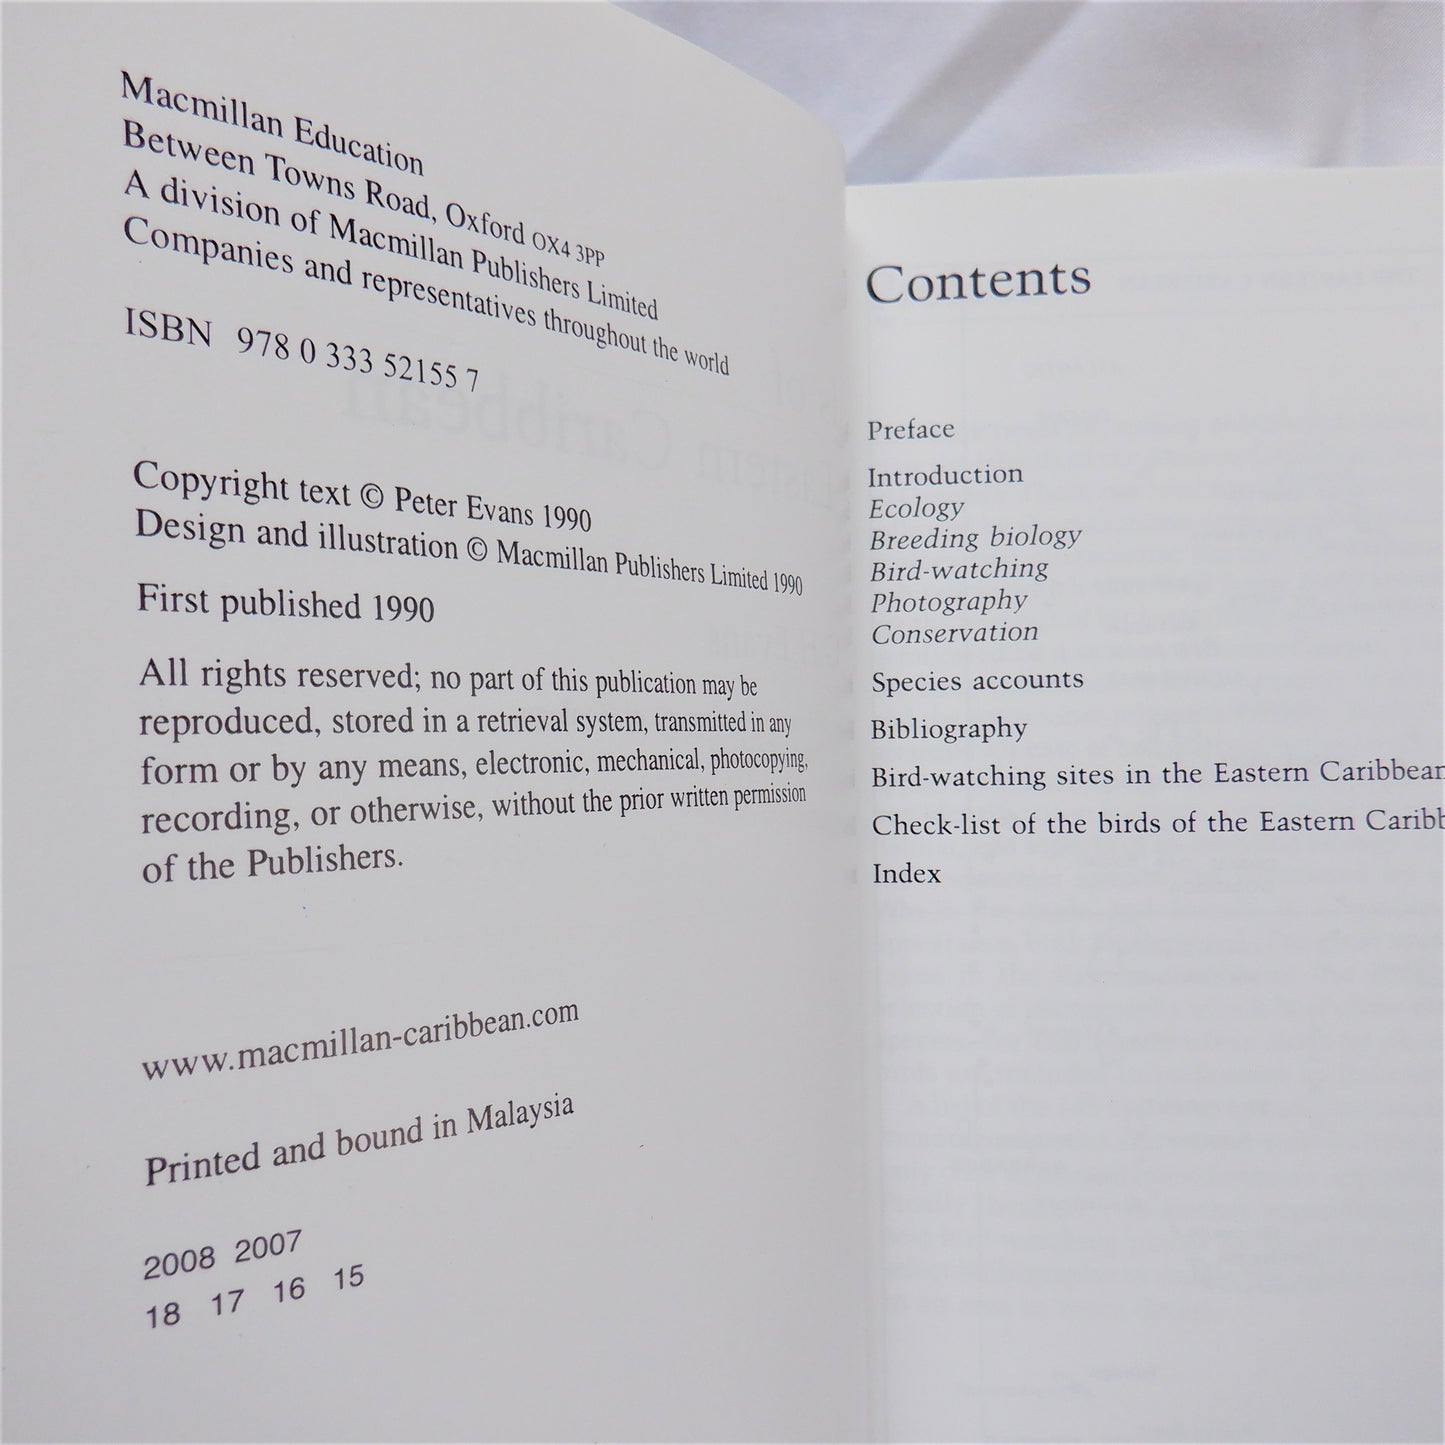 Macmillan Education
Between Towns Road, Oxford OX4 3PP
A division of Macmillan Publishers Limited
Companies and representatives throughout the world
ISBN 978 0 333 52155 7
Copyright text © Peter Evans 1990
Design and illustration © Macmillan Publishers Limited 1990
First published 1990
All rights reserved; no part of this publication may be
reproduced, stored in a retrieval system, transmitted in any
form or by any means, electronic, mechanical, photocopying,
recording, or otherwise, without the prior written permission
of the Publishers.
www.macmillan-caribbean.com
Printed and bound in Malaysia
2008 2007
18 17 16 15
Contents
Preface
Introduction
Ecology
Breeding biology
Bird-watching
Photography
Conservation
Species accounts
Bibliography
Bird-watching sites in the Eastern Caribbean
Check-list of the birds of the Eastern Caribb
Index